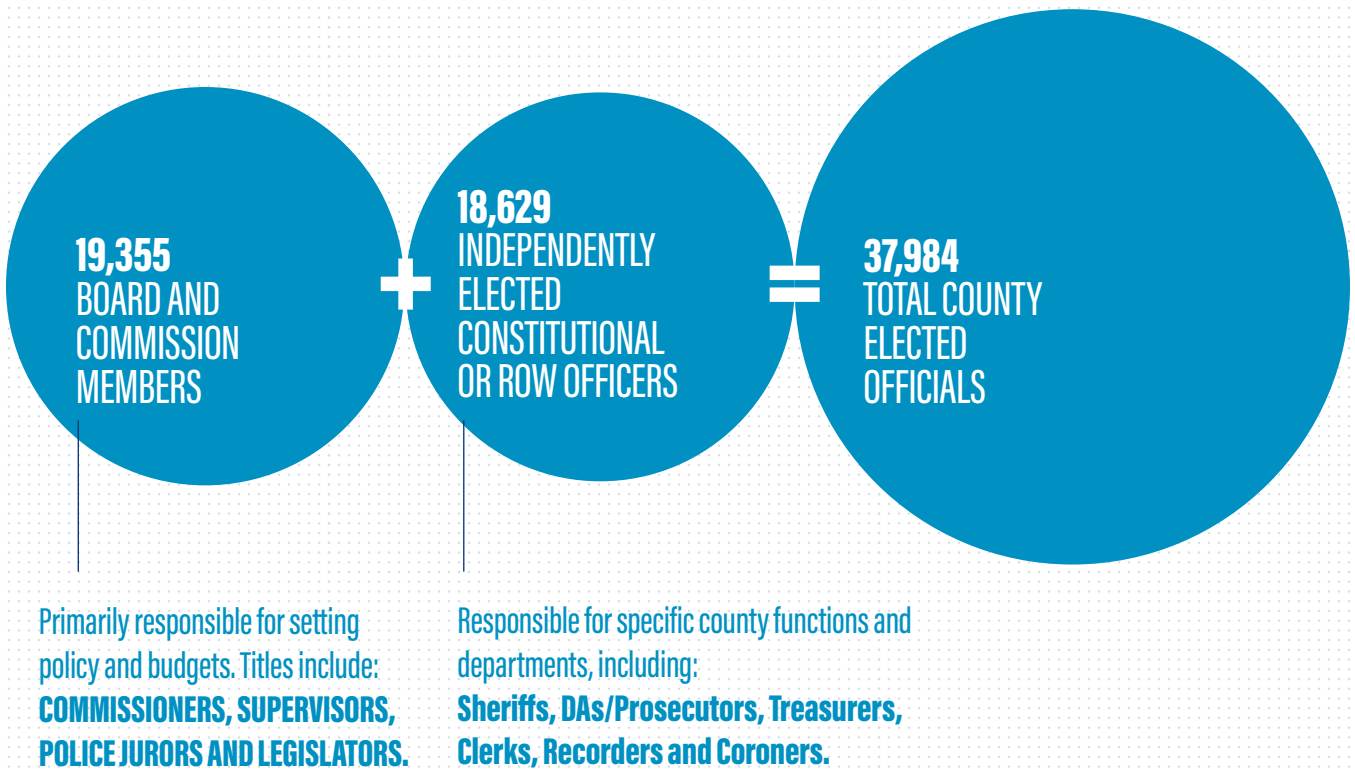 19,355
BOARD AND
COMMISSION
MEMBERS
+
18,629
INDEPENDENTLY
ELECTED
CONSTITUTIONAL
OR ROW OFFICERS
=
37,984
TOTAL COUNTY
ELECTED
OFFICIALS
Primarily responsible for setting
policy and budgets. Titles include:
COMMISSIONERS, SUPERVISORS,
POLICE JURORS AND LEGISLATORS.
Responsible for specific county functions and
departments, including:
Sheriffs, DAs/Prosecutors, Treasurers,
Clerks, Recorders and Coroners.